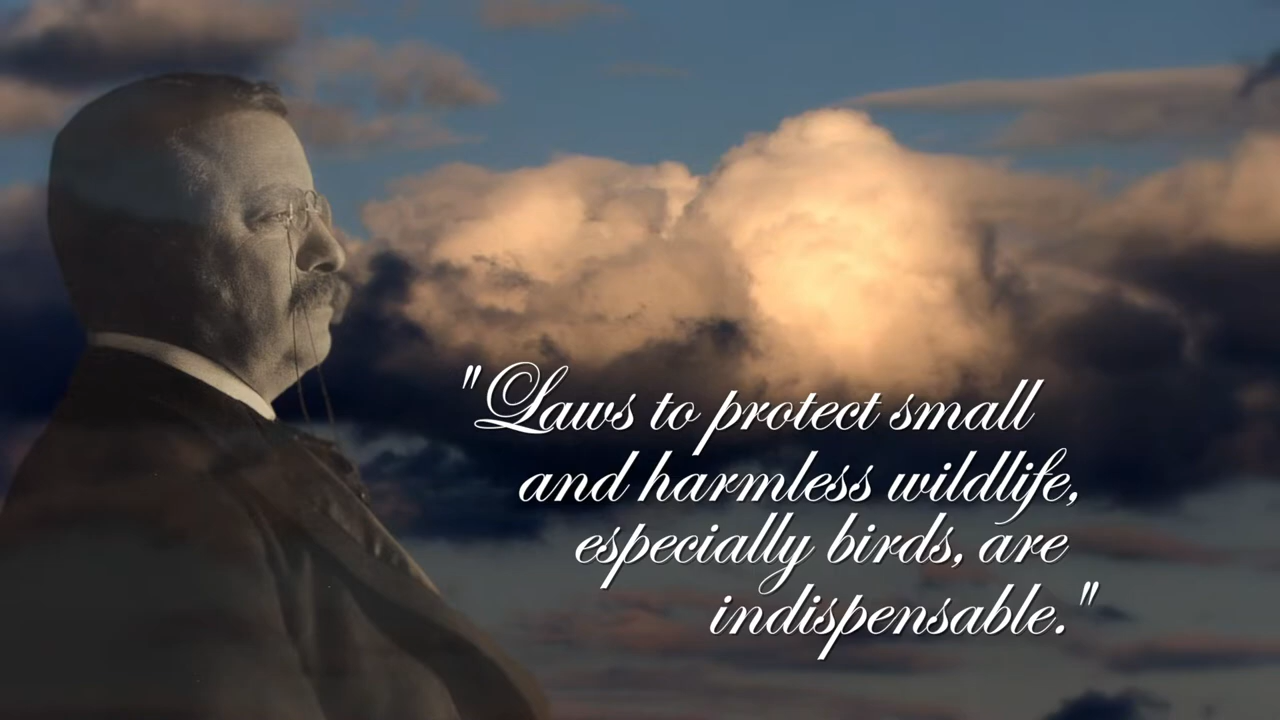 "Laws to protect small
and harmless wildlife,
especially birds, are
indispensable."